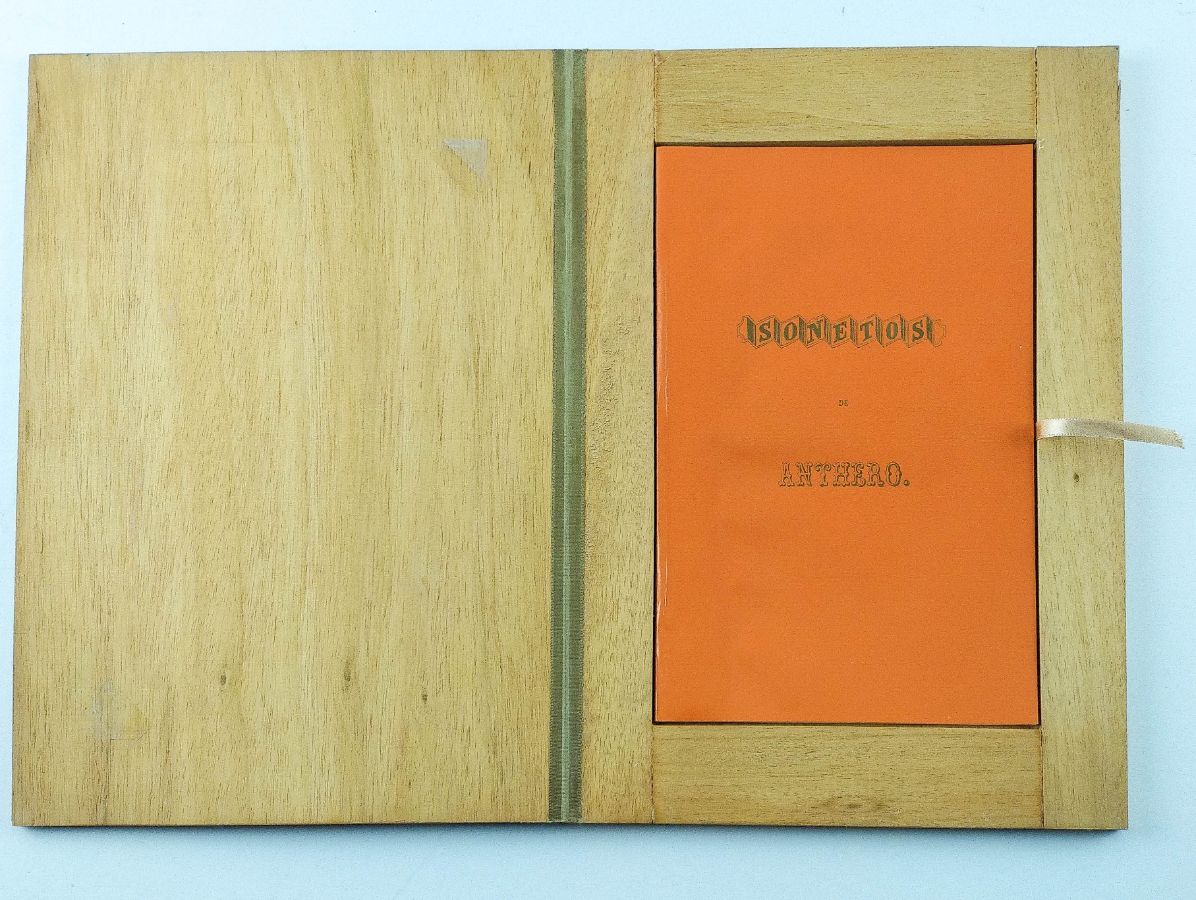 SONETOS
DE
ANTHERO.